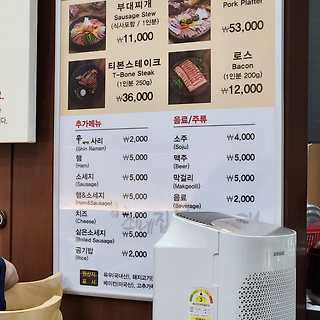 부대찌개
Sausage Stew
(식사포함 / 1인분)
₩11,000
Pork Platter
₩53,000
티본스테이크
T-Bone Steak
(1인분 250g)
₩36,000
로스
Bacon
(1인분 200g)
₩12,000
추가메뉴
사리 ₩2,000
(Shin Ramen)
햄 ₩5,000
(Ham)
소세지 ₩5,000
(Sausage)
햄&소세지 ₩5,000
(Ham&Sausage)
치즈 ₩1,000
(Cheese)
실은소세지 ₩5,000
(Sliced Sausage)
공기밥 ₩2,000
(Rice)
음료/주류
소주 ₩4,000
(Soju)
맥주 ₩5,000
(Beer)
막걸리 ₩5,000
(Makgeolli)
음료 ₩2,000
(Beverage)
원산지
표시
육우(국내산), 돼지고기
베이컨(미국산), 고추가
다.